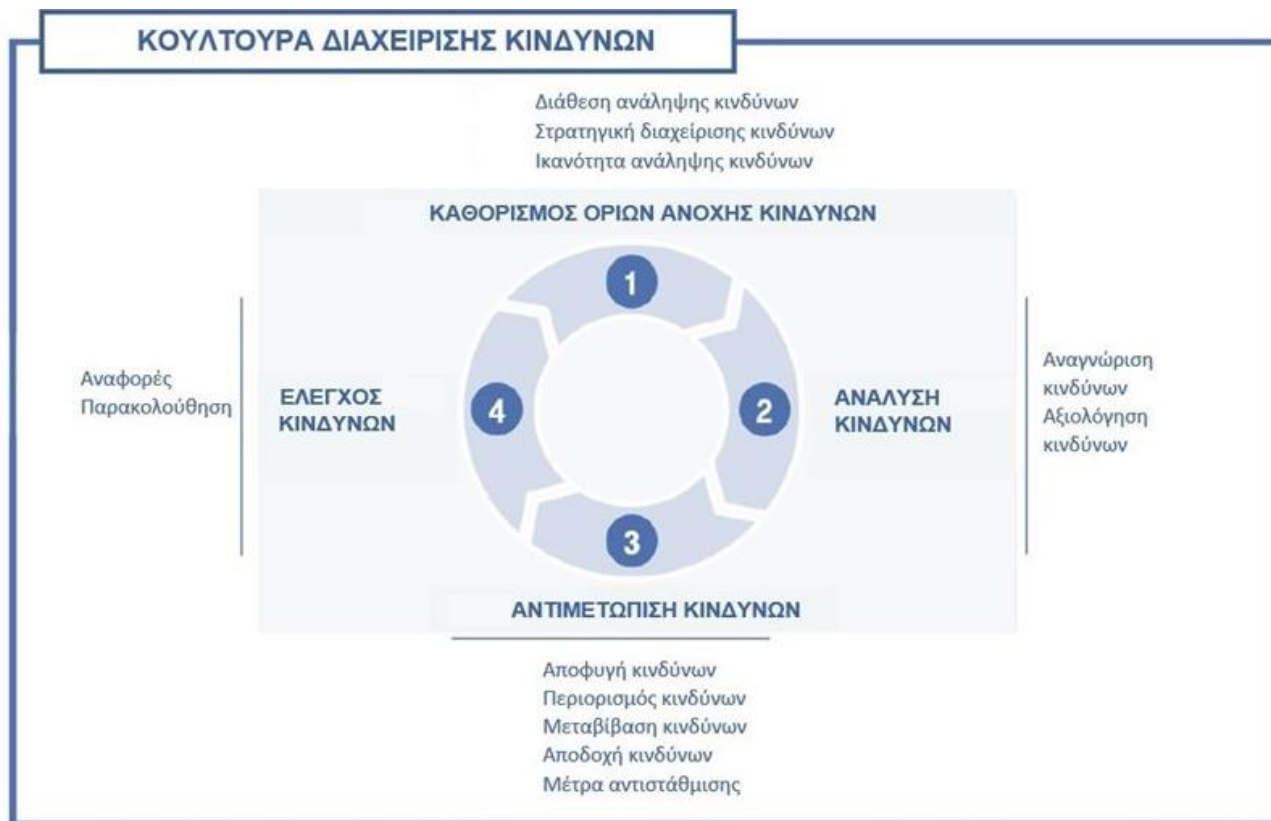 ΚΟΥΛΤΟΥΡΑ ΔΙΑΧΕΙΡΙΣΗΣ ΚΙΝΔΥΝΩΝ
Διάθεση ανάληψης κινδύνων
Στρατηγική διαχείρισης κινδύνων
Ικανότητα ανάληψης κινδύνων
ΚΑΘΟΡΙΣΜΟΣ ΟΡΙΩΝ ΑΝΟΧΗΣ ΚΙΝΔΥΝΩΝ
1
2
ΑΝΑΛΥΣΗ
ΚΙΝΔΥΝΩΝ
Αναγνώριση
κινδύνων
Αξιολόγηση
κινδύνων
3
ΑΝΤΙΜΕΤΩΠΙΣΗ ΚΙΝΔΥΝΩΝ
Αποφυγή κινδύνων
Περιορισμός κινδύνων
Μεταβίβαση κινδύνων
Αποδοχή κινδύνων
Μέτρα αντιστάθμισης
4
ΕΛΕΓΧΟΣ
ΚΙΝΔΥΝΩΝ
Αναφορές
Παρακολούθηση